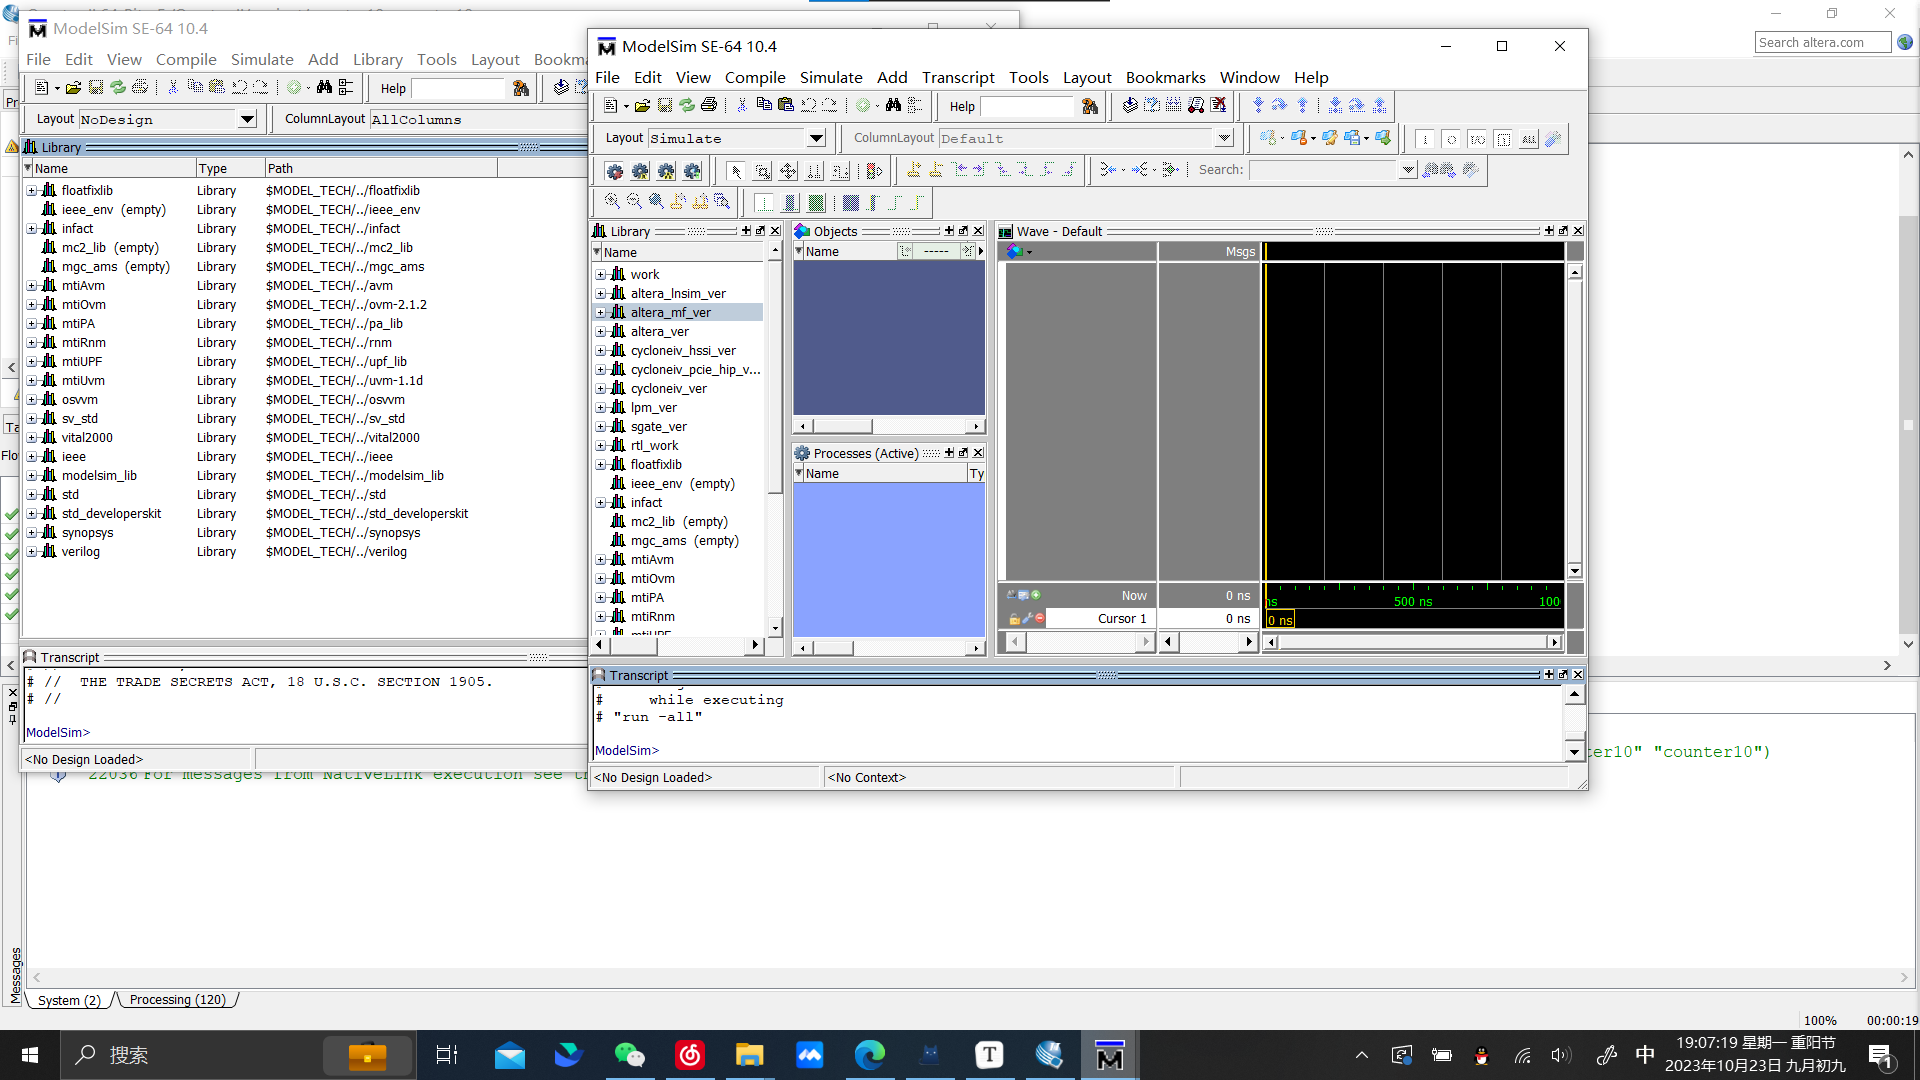 ModelSim SE-64 10.4
File Edit View Compile Simulate Add Library Tools Layout Bookm
Help
Layout NoDesign
ColumnLayout AllColumns
Library
Name Type Path
floatfixlib Library $MODEL_TECH/../floatfixlib
ieee_env (empty) Library $MODEL_TECH/../ieee_env
infact Library $MODEL_TECH/../infact
mc2_lib (empty) Library $MODEL_TECH/../mc2_lib
mgc_ams (empty) Library $MODEL_TECH/../mgc_ams
mtiAvm Library $MODEL_TECH/../avm
mtiOvm Library $MODEL_TECH/../ovm-2.1.2
mtiPA Library $MODEL_TECH/../pa_lib
mtiRnm Library $MODEL_TECH/../rnm
mtiUPF Library $MODEL_TECH/../upf_lib
mtiUvm Library $MODEL_TECH/../uvm-1.1d
osvvm Library $MODEL_TECH/../osvvm
sv_std Library $MODEL_TECH/../sv_std
vital2000 Library $MODEL_TECH/../vital2000
ieee Library $MODEL_TECH/../ieee
modelsim_lib Library $MODEL_TECH/../modelsim_lib
std Library $MODEL_TECH/../std
std_developerskit Library $MODEL_TECH/../std_developerskit
synopsys Library $MODEL_TECH/../synopsys
verilog Library $MODEL_TECH/../verilog
Transcript
# // THE TRADE SECRETS ACT, 18 U.S.C. SECTION 1905.
# //
ModelSim>
<No Design Loaded>
ModelSim SE-64 10.4
File Edit View Compile Simulate Add Transcript Tools Layout Bookmarks Window Help
Help
Layout Simulate
ColumnLayout Default
Search:
Library
Name
work
altera_lnsim_ver
altera_mf_ver
altera_ver
cycloneiv_hssi_ver
cycloneiv_pcie_hip_v...
cycloneiv_ver
lpm_ver
sgate_ver
rtl_work
floatfixlib
ieee_env (empty)
infact
mc2_lib (empty)
mgc_ams (empty)
mtiAvm
mtiOvm
mtiPA
mtiRnm
mtiUPF
Objects
Name
Processes (Active)
Name Ty
Wave - Default
Msgs
Now 0 ns
Cursor 1 0 ns
ns 500 ns 100
0 ns
Transcript
# while executing
# "run -all"
ModelSim>
<No Design Loaded> <No Context>
Search altera.com
Pr
Ta
Flo
ter10" "counter10")
22036 For messages from NativeLink execution see th
Messages
System (2) Processing (120)
100% 00:00:19
搜索
中
19:07:19 星期一 重阳节
2023年10月23日 九月初九
1